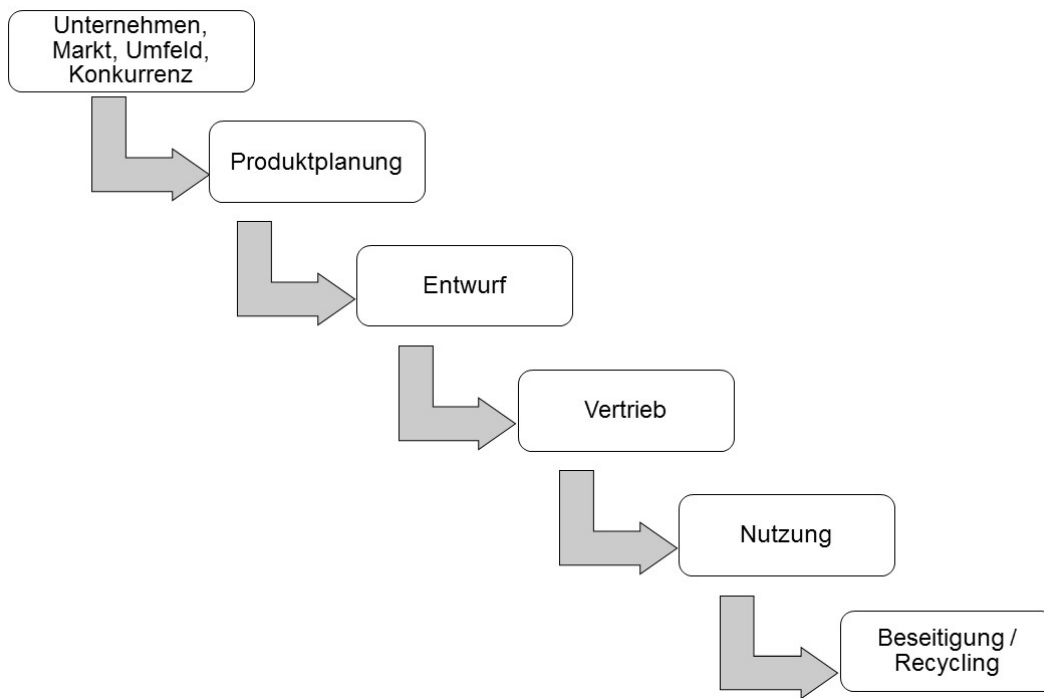 Unternehmen,
Markt, Umfeld,
Konkurrenz
Produktplanung
Entwurf
Vertrieb
Nutzung
Beseitigung /
Recycling